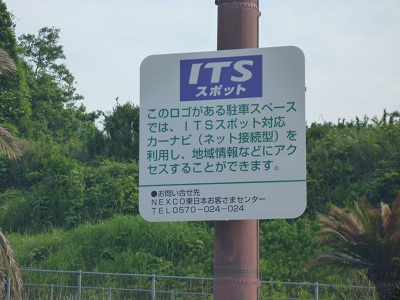 ITS
スポット
このロゴがある駐車スペース
では、ITSスポット対応
カーナビ（ネット接続型）を
利用し、地域情報などにアク
セスすることができます。
●お問い合せ先
NEXCO東日本お客さまセンター
TEL0570-024-024